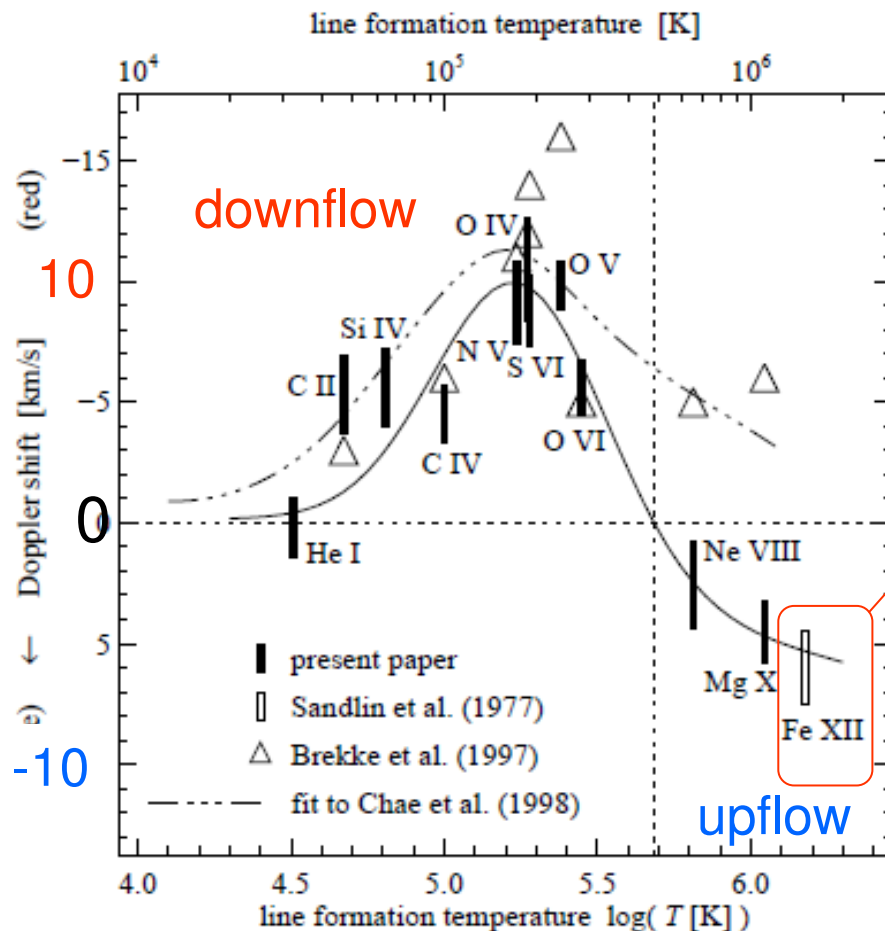 line formation temperature [K]
10⁴ 10⁵ 10⁶
(red)
−15
downflow
O IV
10
O V
Si IV
N V
S VI
C II
−5
O VI
C IV
Doppler shift [km/s]
0
He I
Ne VIII
5
←
present paper
Mg X
Sandlin et al. (1977)
Fe XII
-10
Brekke et al. (1997)
fit to Chae et al. (1998)
upflow
4.0 4.5 5.0 5.5 6.0
line formation temperature log( T [K] )